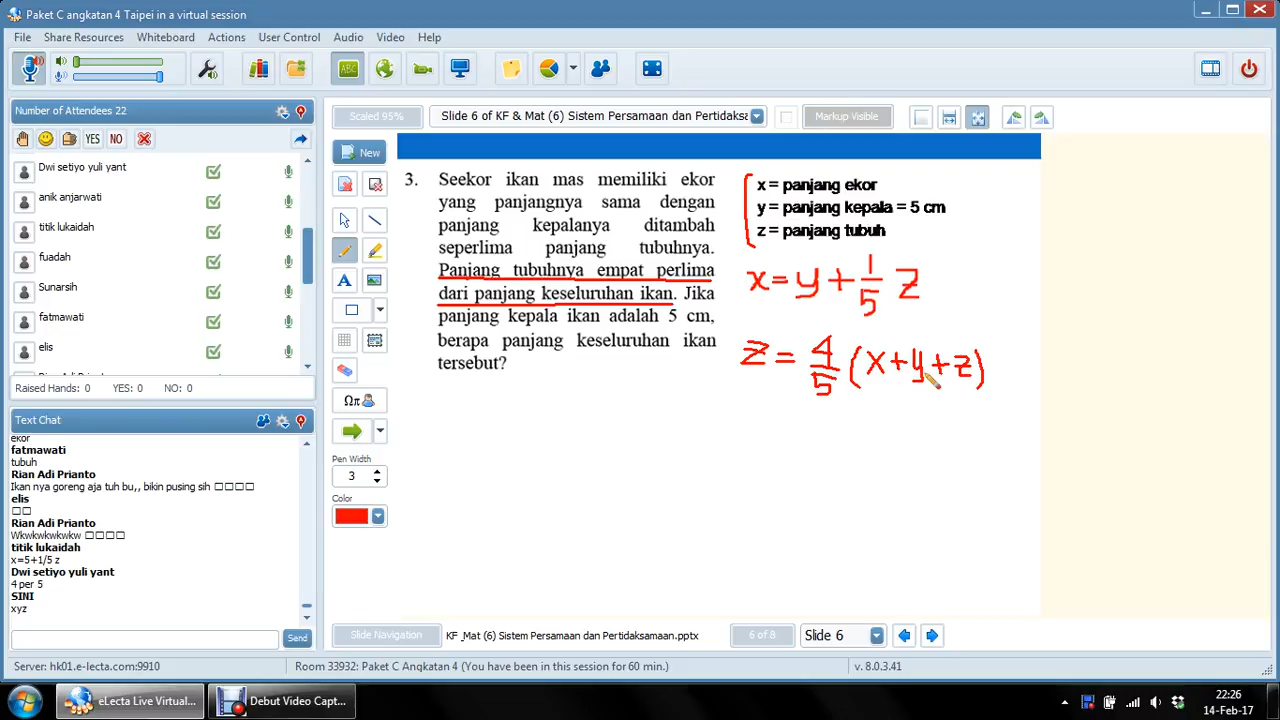 Paket C angkatan 4 Taipei in a virtual session
File Share Resources Whiteboard Actions User Control Audio Video Help
Number of Attendees 22
YES NO
Dwi setiyo yuli yant
anik anjarwati
titik lukaidah
fuadah
Sunarsih
fatmawati
elis
Raised Hands: 0 YES: 0 NO: 0
Text Chat
ekor
fatmawati
tubuh
Rian Adi Prianto
Ikan nya goreng aja tuh bu,, bikin pusing sih □□□□
elis
□□
Rian Adi Prianto
Wkwkwkwkwkw □□□□
titik lukaidah
x=5+1/5 z
Dwi setiyo yuli yant
4 per 5
SINI
xyz
Send
Scaled 95%
Slide 6 of KF & Mat (6) Sistem Persamaan dan Pertidaksa
Markup Visible
New
ABC
A
Ωπ
Pen Width
3
Color
3. Seekor ikan mas memiliki ekor
yang panjangnya sama dengan
panjang kepalanya ditambah
seperlima panjang tubuhnya.
Panjang tubuhnya empat perlima
dari panjang keseluruhan ikan. Jika
panjang kepala ikan adalah 5 cm,
berapa panjang keseluruhan ikan
tersebut?
x = panjang ekor
y = panjang kepala = 5 cm
z = panjang tubuh
x = y + 1/5 z
z = 4/5 (x+y+z)
Slide Navigation
KF _Mat (6) Sistem Persamaan dan Pertidaksamaan.pptx
6 of 8
Slide 6
Server: hk01.e-lecta.com:9910
Room 33932: Paket C Angkatan 4 (You have been in this session for 60 min.)
v. 8.0.3.41
eLecta Live Virtual...
Debut Video Capt...
22:26
14-Feb-17